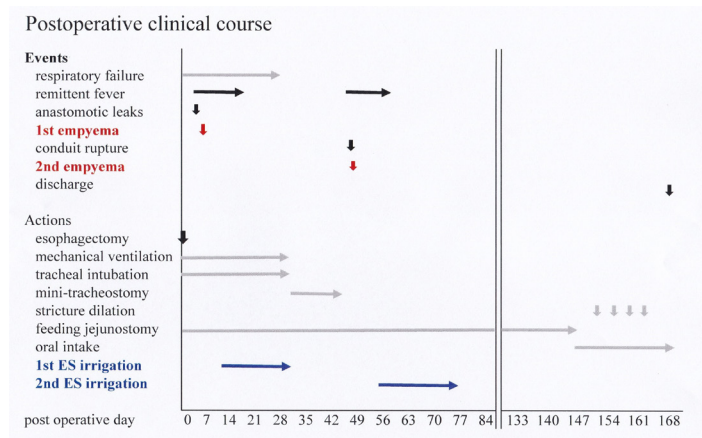 Postoperative clinical course
Events
respiratory failure
remittent fever
anastomotic leaks
1st empyema
conduit rupture
2nd empyema
discharge
Actions
esophagectomy
mechanical ventilation
tracheal intubation
mini-tracheostomy
stricture dilation
feeding jejunostomy
oral intake
1st ES irrigation
2nd ES irrigation
post operative day 0 7 14 21 28 35 42 49 56 63 70 77 84 133 140 147 154 161 168